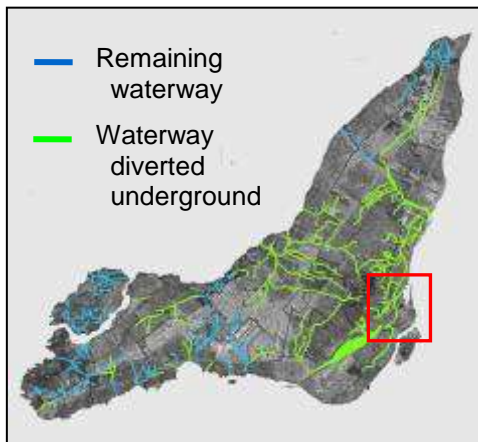 Remaining
waterway
Waterway
diverted
underground